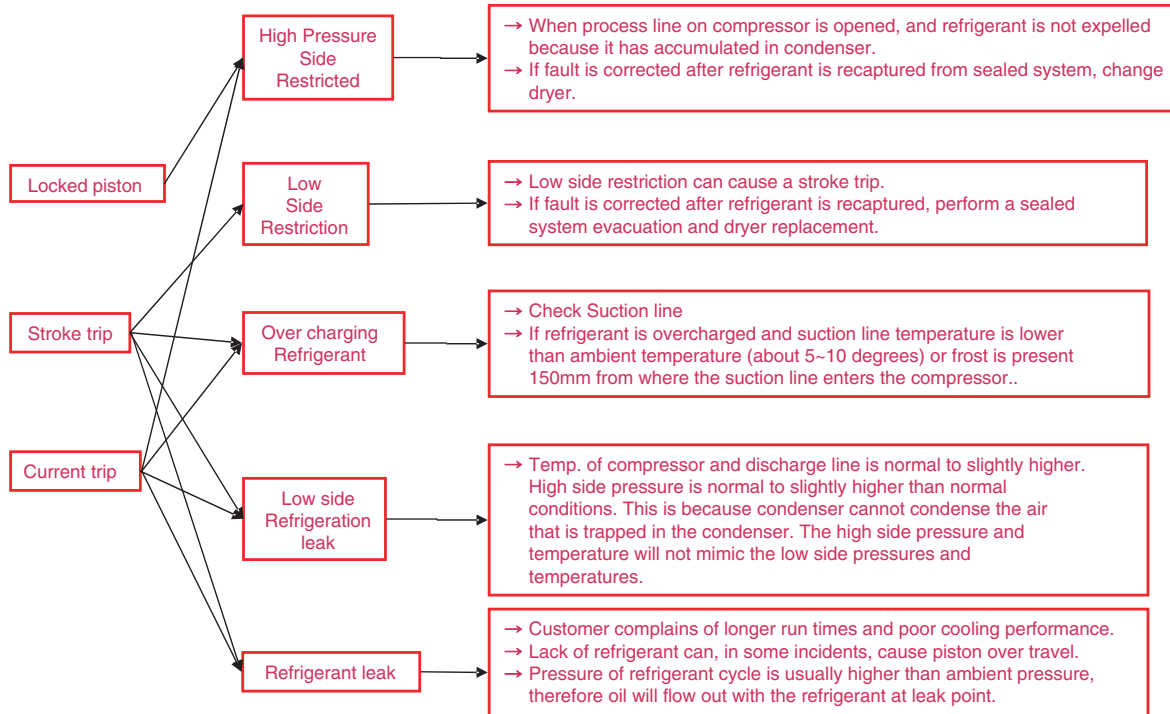 High Pressure
Side
Restricted
→ When process line on compressor is opened, and refrigerant is not expelled
because it has accumulated in condenser.
→ If fault is corrected after refrigerant is recaptured from sealed system, change
dryer.
Locked piston
Low
Side
Restriction
→ Low side restriction can cause a stroke trip.
→ If fault is corrected after refrigerant is recaptured, perform a sealed
system evacuation and dryer replacement.
Stroke trip
Over charging
Refrigerant
→ Check Suction line
→ If refrigerant is overcharged and suction line temperature is lower
than ambient temperature (about 5~10 degrees) or frost is present
150mm from where the suction line enters the compressor..
Current trip
Low side
Refrigeration
leak
→ Temp. of compressor and discharge line is normal to slightly higher.
High side pressure is normal to slightly higher than normal
conditions. This is because condenser cannot condense the air
that is trapped in the condenser. The high side pressure and
temperature will not mimic the low side pressures and
temperatures.
Refrigerant leak
→ Customer complains of longer run times and poor cooling performance.
→ Lack of refrigerant can, in some incidents, cause piston over travel.
→ Pressure of refrigerant cycle is usually higher than ambient pressure,
therefore oil will flow out with the refrigerant at leak point.